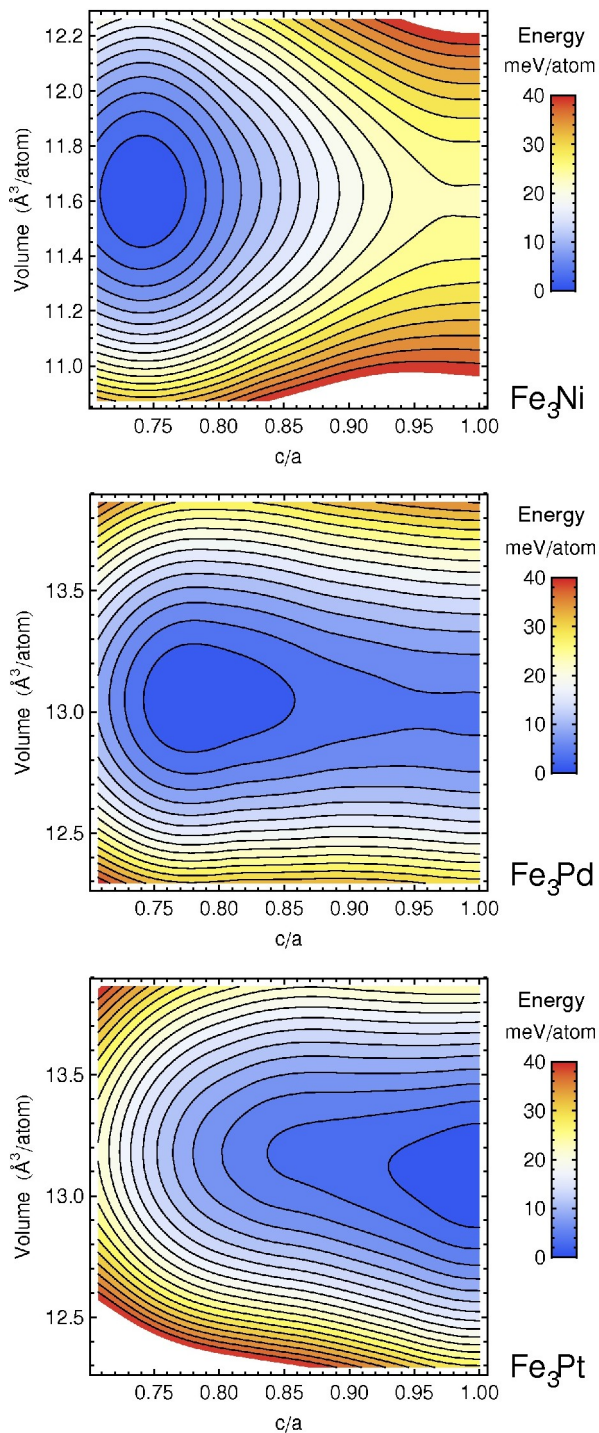 12.2
12.0
11.8
11.6
11.4
11.2
11.0
Volume (Å³/atom)
0.75 0.80 0.85 0.90 0.95 1.00
c/a
Energy
meV/atom
40
30
20
10
0
Fe₃Ni
13.5
13.0
12.5
Volume (Å³/atom)
0.75 0.80 0.85 0.90 0.95 1.00
c/a
Energy
meV/atom
40
30
20
10
0
Fe₃Pd
13.5
13.0
12.5
Volume (Å³/atom)
0.75 0.80 0.85 0.90 0.95 1.00
c/a
Energy
meV/atom
40
30
20
10
0
Fe₃Pt